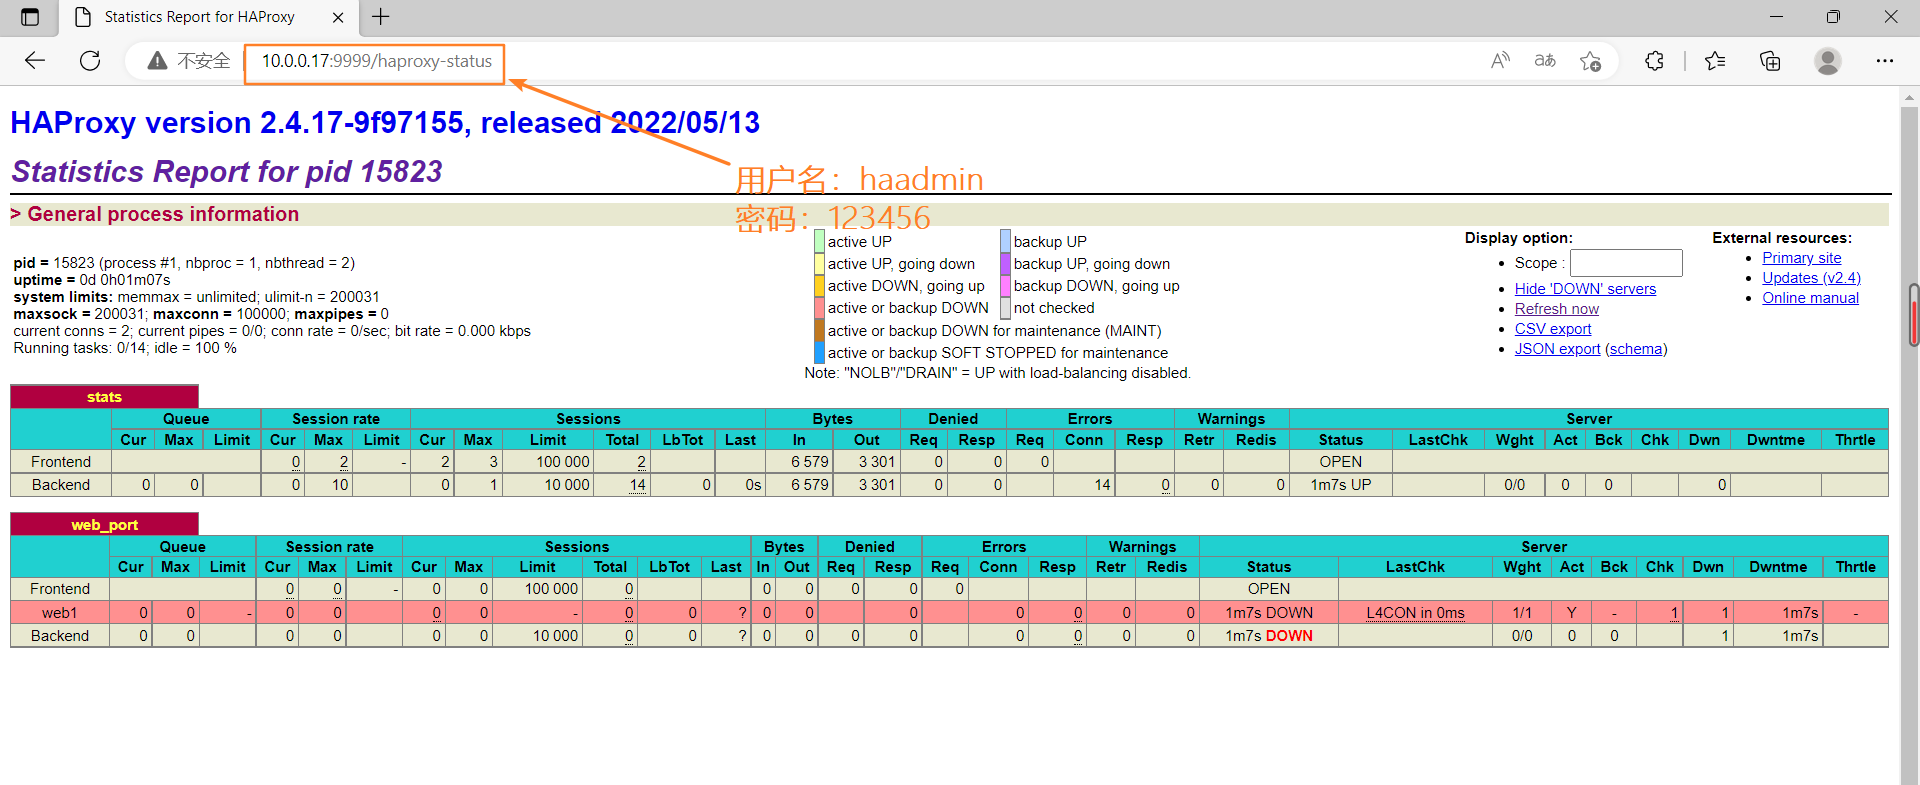 Statistics Report for HAProxy
不安全 10.0.0.17:9999/haproxy-status
HAProxy version 2.4.17-9f97155, released 2022/05/13
Statistics Report for pid 15823
用户名：haadmin
密码：123456
> General process information
pid = 15823 (process #1, nbproc = 1, nbthread = 2)
uptime = 0d 0h01m07s
system limits: memmax = unlimited; ulimit-n = 200031
maxsock = 200031; maxconn = 100000; maxpipes = 0
current conns = 2; current pipes = 0/0; conn rate = 0/sec; bit rate = 0.000 kbps
Running tasks: 0/14; idle = 100 %
active UP backup UP
active UP, going down backup UP, going down
active DOWN, going up backup DOWN, going up
active or backup DOWN not checked
active or backup DOWN for maintenance (MAINT)
active or backup SOFT STOPPED for maintenance
Note: "NOLB"/"DRAIN" = UP with load-balancing disabled.
Display option:
Scope :
Hide 'DOWN' servers
Refresh now
CSV export
JSON export (schema)
External resources:
Primary site
Updates (v2.4)
Online manual
stats
Queue Session rate Sessions Bytes Denied Errors Warnings Server
Cur Max Limit Cur Max Limit Cur Max Limit Total LbTot Last In Out Req Resp Req Conn Resp Retr Redis Status LastChk Wght Act Bck Chk Dwn Dwntme Thrtle
Frontend 0 2 - 2 3 100 000 2 6 579 3 301 0 0 0 OPEN
Backend 0 0 0 10 0 1 10 000 14 0 0s 6 579 3 301 0 0 14 0 0 0 1m7s UP 0/0 0 0 0
web_port
Queue Session rate Sessions Bytes Denied Errors Warnings Server
Cur Max Limit Cur Max Limit Cur Max Limit Total LbTot Last In Out Req Resp Req Conn Resp Retr Redis Status LastChk Wght Act Bck Chk Dwn Dwntme Thrtle
Frontend 0 0 - 0 0 100 000 0 0 0 0 0 0 OPEN
web1 0 0 - 0 0 0 0 - 0 0 ? 0 0 0 0 0 0 0 0 1m7s DOWN L4CON in 0ms 1/1 Y - 1 1 1m7s -
Backend 0 0 0 0 0 0 10 000 0 0 ? 0 0 0 0 0 0 0 0 1m7s DOWN 0/0 0 0 1 1m7s